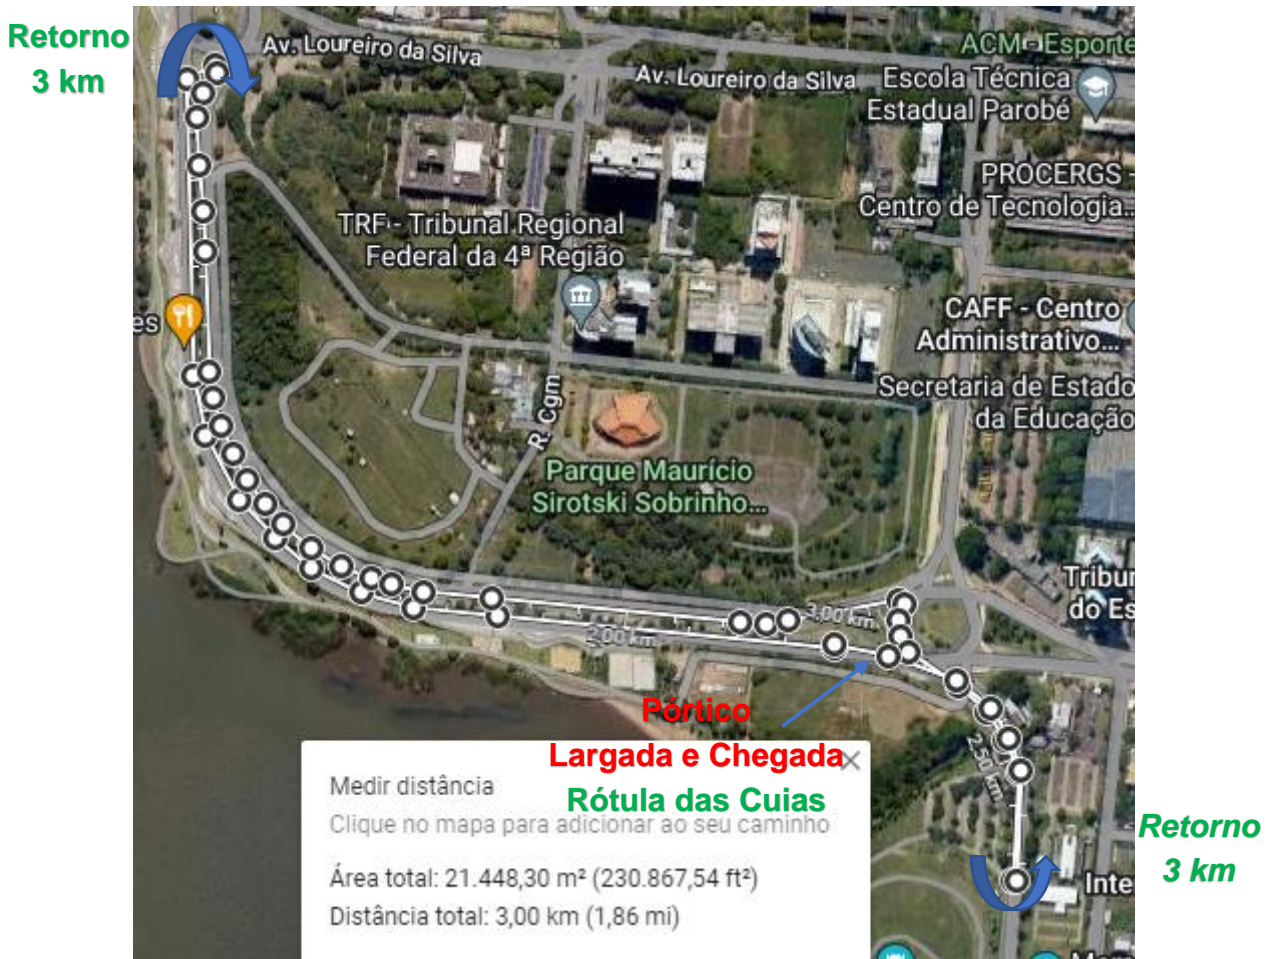 Retorno
3 km
Av. Loureiro da Silva
Av. Loureiro da Silva
ACM - Esporte
Escola Técnica
Estadual Parobé
PROCERGS -
Centro de Tecnologia...
TRF - Tribunal Regional
Federal da 4ª Região
es
CAFF - Centro
Administrativo...
Secretaria de Estado
da Educação
R. Cgm
Parque Maurício
Sirotski Sobrinho...
Tribun
do Es
3,00 km
2,00 km
2,50 km
Pórtico
Largada e Chegada
Rótula das Cuias
Medir distância
Clique no mapa para adicionar ao seu caminho
Área total: 21.448,30 m² (230.867,54 ft²)
Distância total: 3,00 km (1,86 mi)
Retorno
3 km
Inte